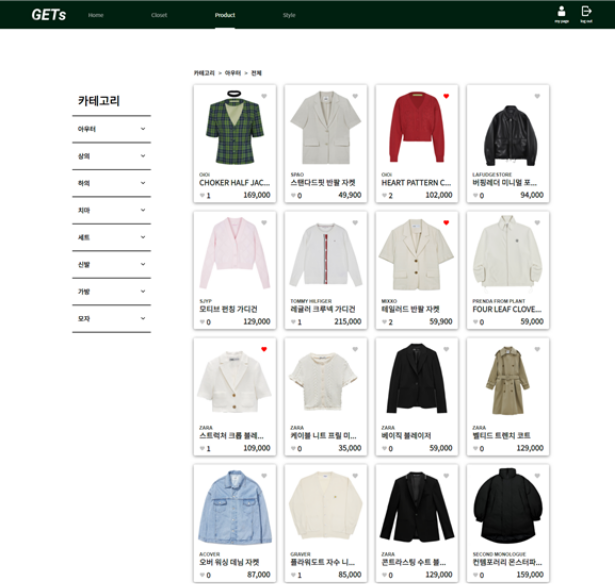 GETs
Home
Closet
Product
Style
my page
log out
카테고리 > 아우터 > 전체
카테고리
아우터
상의
하의
치마
세트
신발
가방
모자
OIOI
CHOKER HALF JAC...
1 169,000
SPAO
스탠다드핏 반팔 자켓
0 49,900
OIOI
HEART PATTERN C...
2 102,000
LAFUDGESTORE
버핑레더 미니멀 포...
0 94,000
SJYP
모티브 펀칭 가디건
0 129,000
TOMMY HILFIGER
레귤러 크루넥 가디건
1 215,000
MIXXO
테일러드 반팔 자켓
2 59,900
PRENDA FROM PLANT
FOUR LEAF CLOVE...
0 59,000
ZARA
스트럭처 크롭 블레...
1 109,000
ZARA
케이블 니트 프릴 미...
0 35,000
ZARA
베이직 블레이저
0 59,000
ZARA
벨티드 트렌치 코트
0 129,000
ACOVER
오버 워싱 데님 자켓
0 87,000
GRAVER
플라워도트 자수 니...
1 85,000
ZARA
콘트라스팅 수트 블...
0 129,000
SECOND MONOLOGUE
컨템포러리 몬스터파...
0 159,000